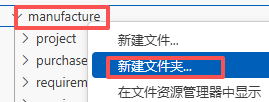 manufacture
project
新建文件...
purchase
新建文件夹...
requirem
在文件资源管理器中显示